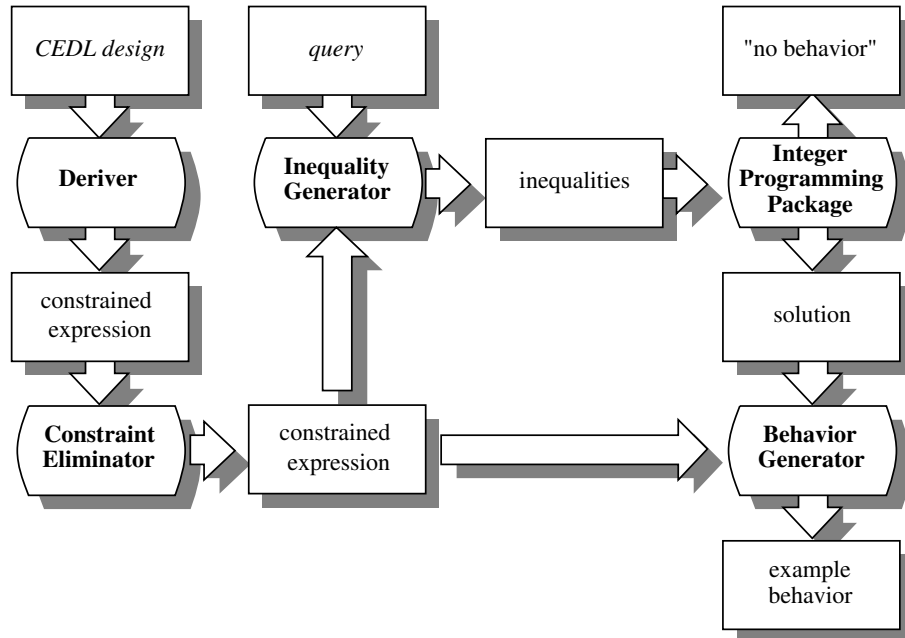 CEDL design
query
"no behavior"
Deriver
Inequality
Generator
inequalities
Integer
Programming
Package
constrained
expression
solution
Constraint
Eliminator
constrained
expression
Behavior
Generator
example
behavior